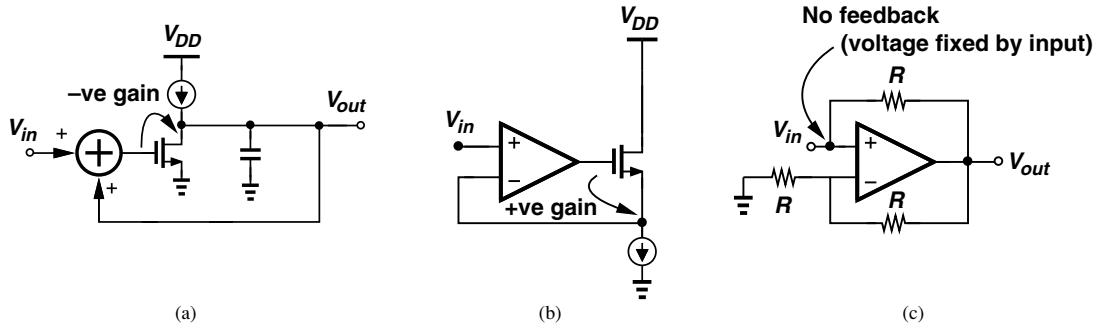 V_DD
–ve gain
V_in
+
+
+
V_out
(a)
V_DD
V_in
+
–
+ve gain
(b)
No feedback
(voltage fixed by input)
R
V_in
+
–
V_out
R
R
(c)